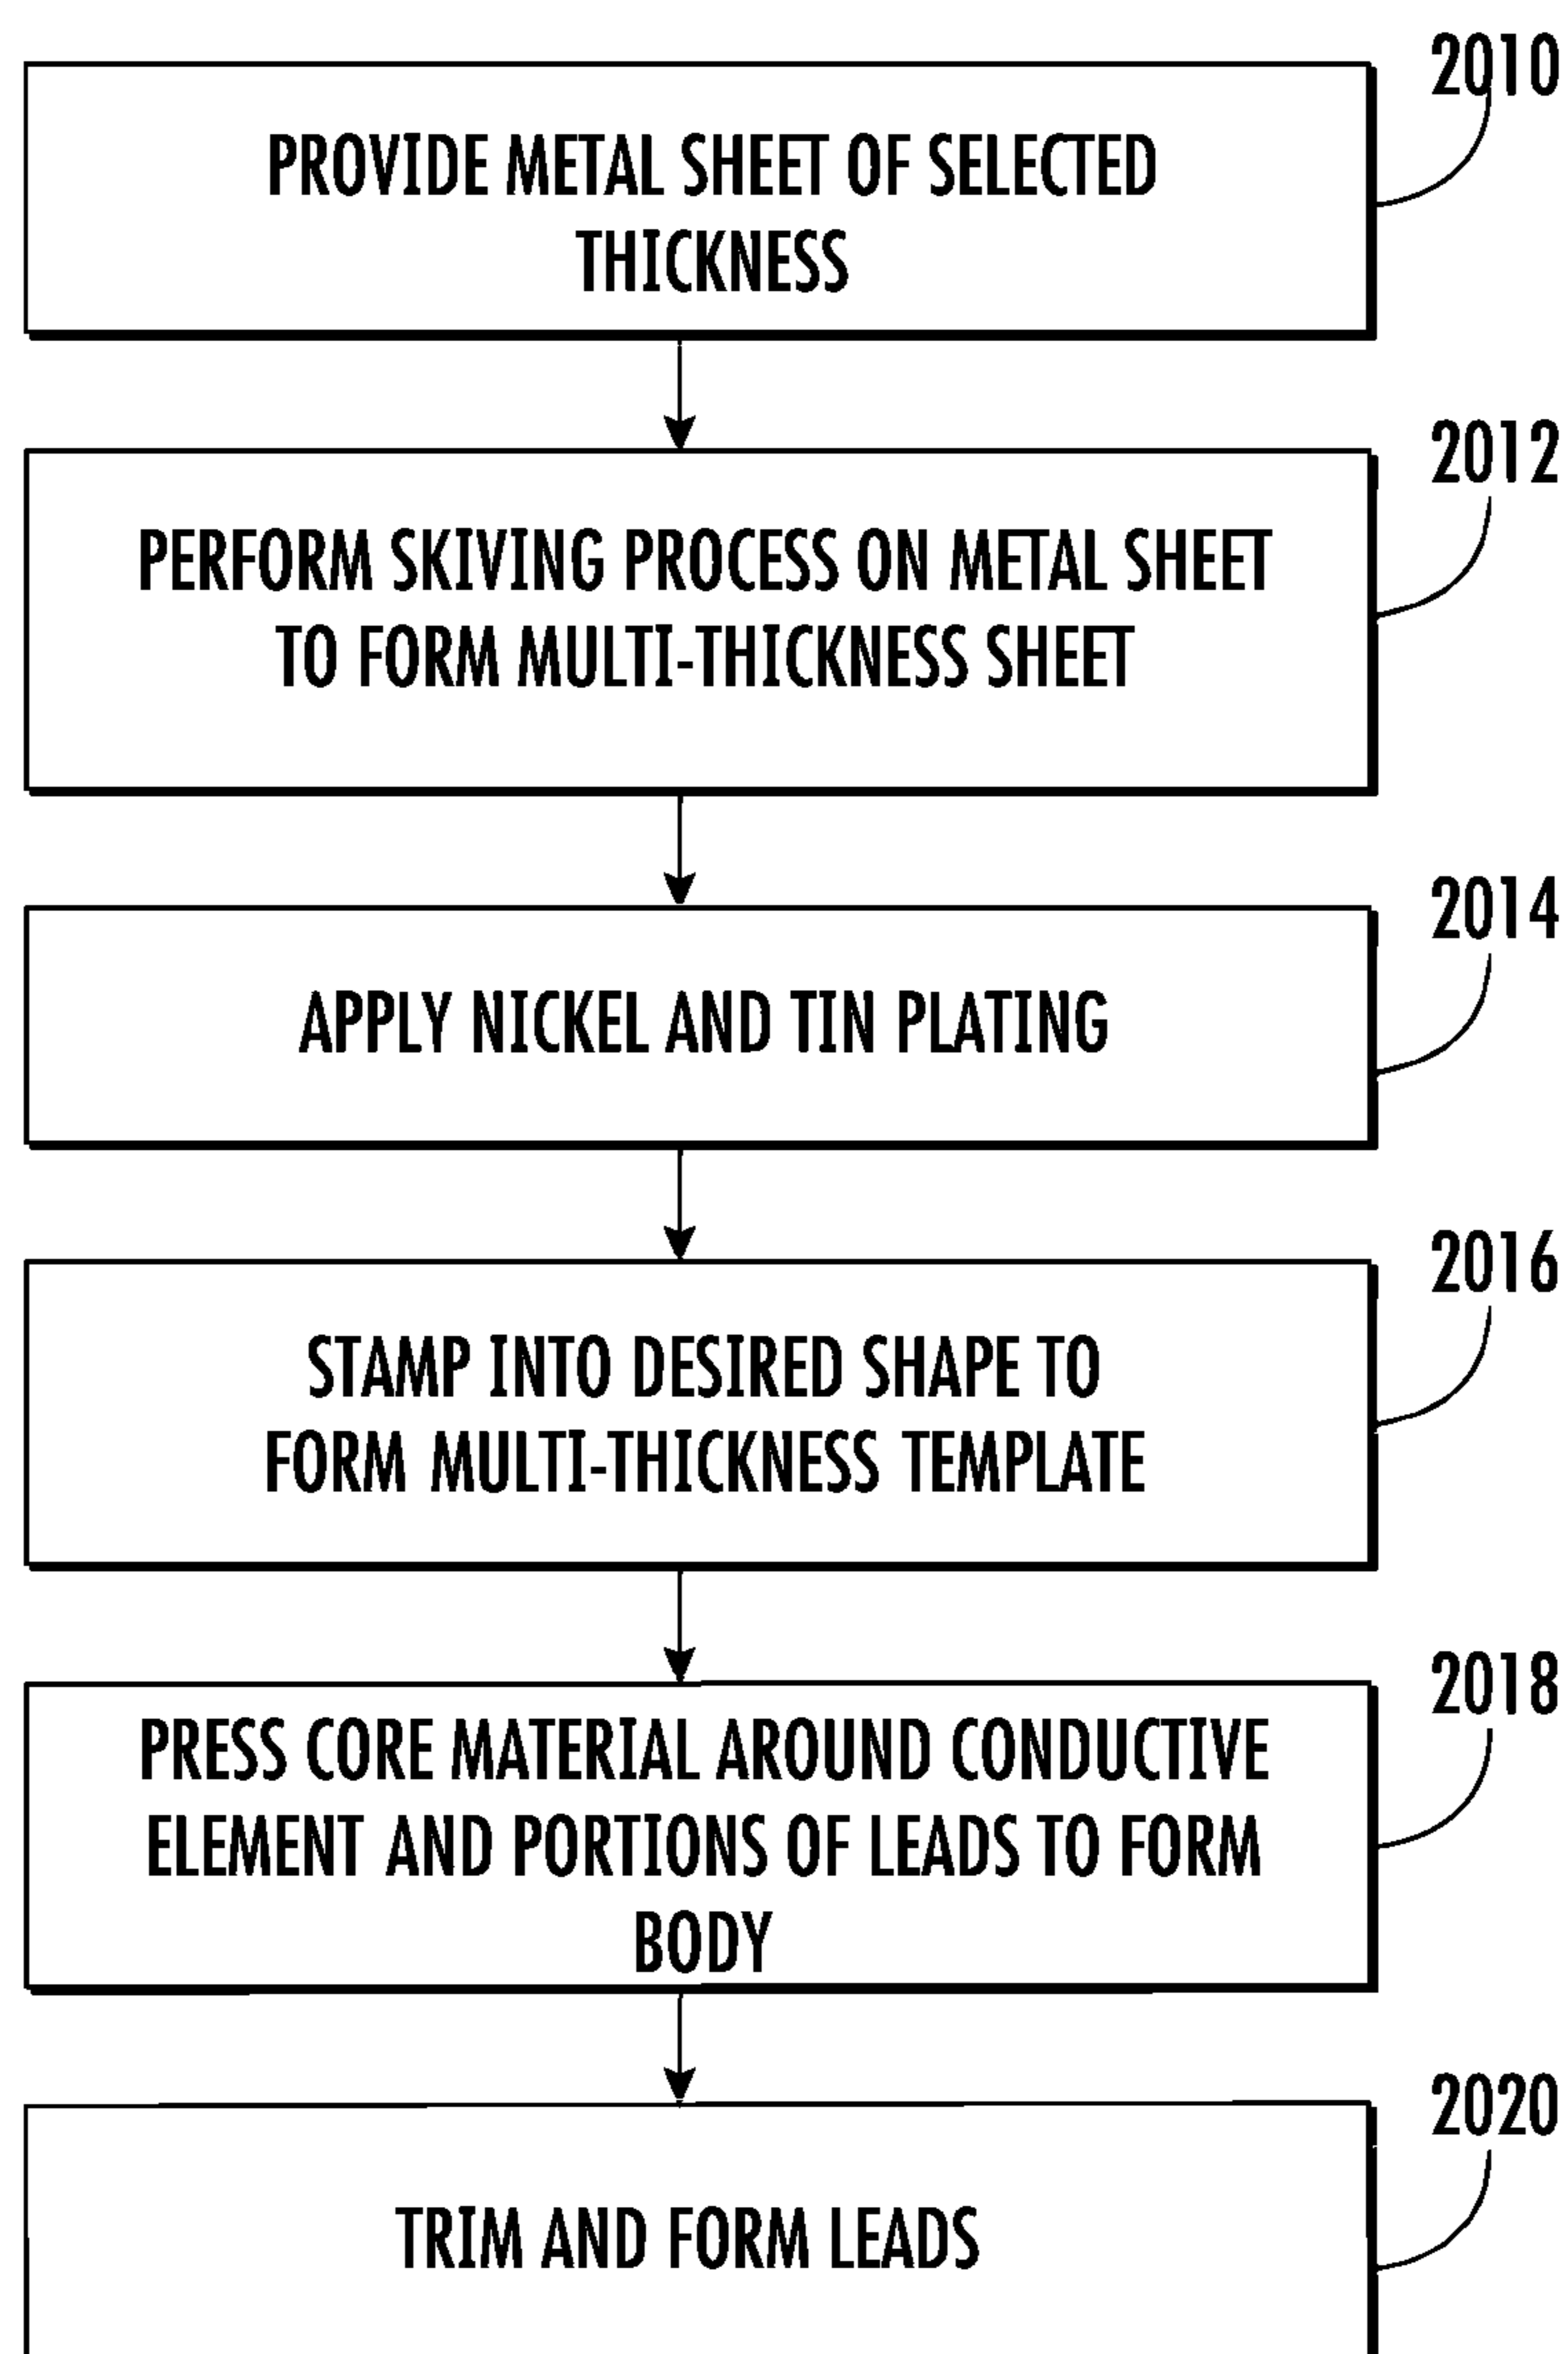 2010
PROVIDE METAL SHEET OF SELECTED
THICKNESS
2012
PERFORM SKIVING PROCESS ON METAL SHEET
TO FORM MULTI-THICKNESS SHEET
2014
APPLY NICKEL AND TIN PLATING
2016
STAMP INTO DESIRED SHAPE TO
FORM MULTI-THICKNESS TEMPLATE
2018
PRESS CORE MATERIAL AROUND CONDUCTIVE
ELEMENT AND PORTIONS OF LEADS TO FORM
BODY
2020
TRIM AND FORM LEADS